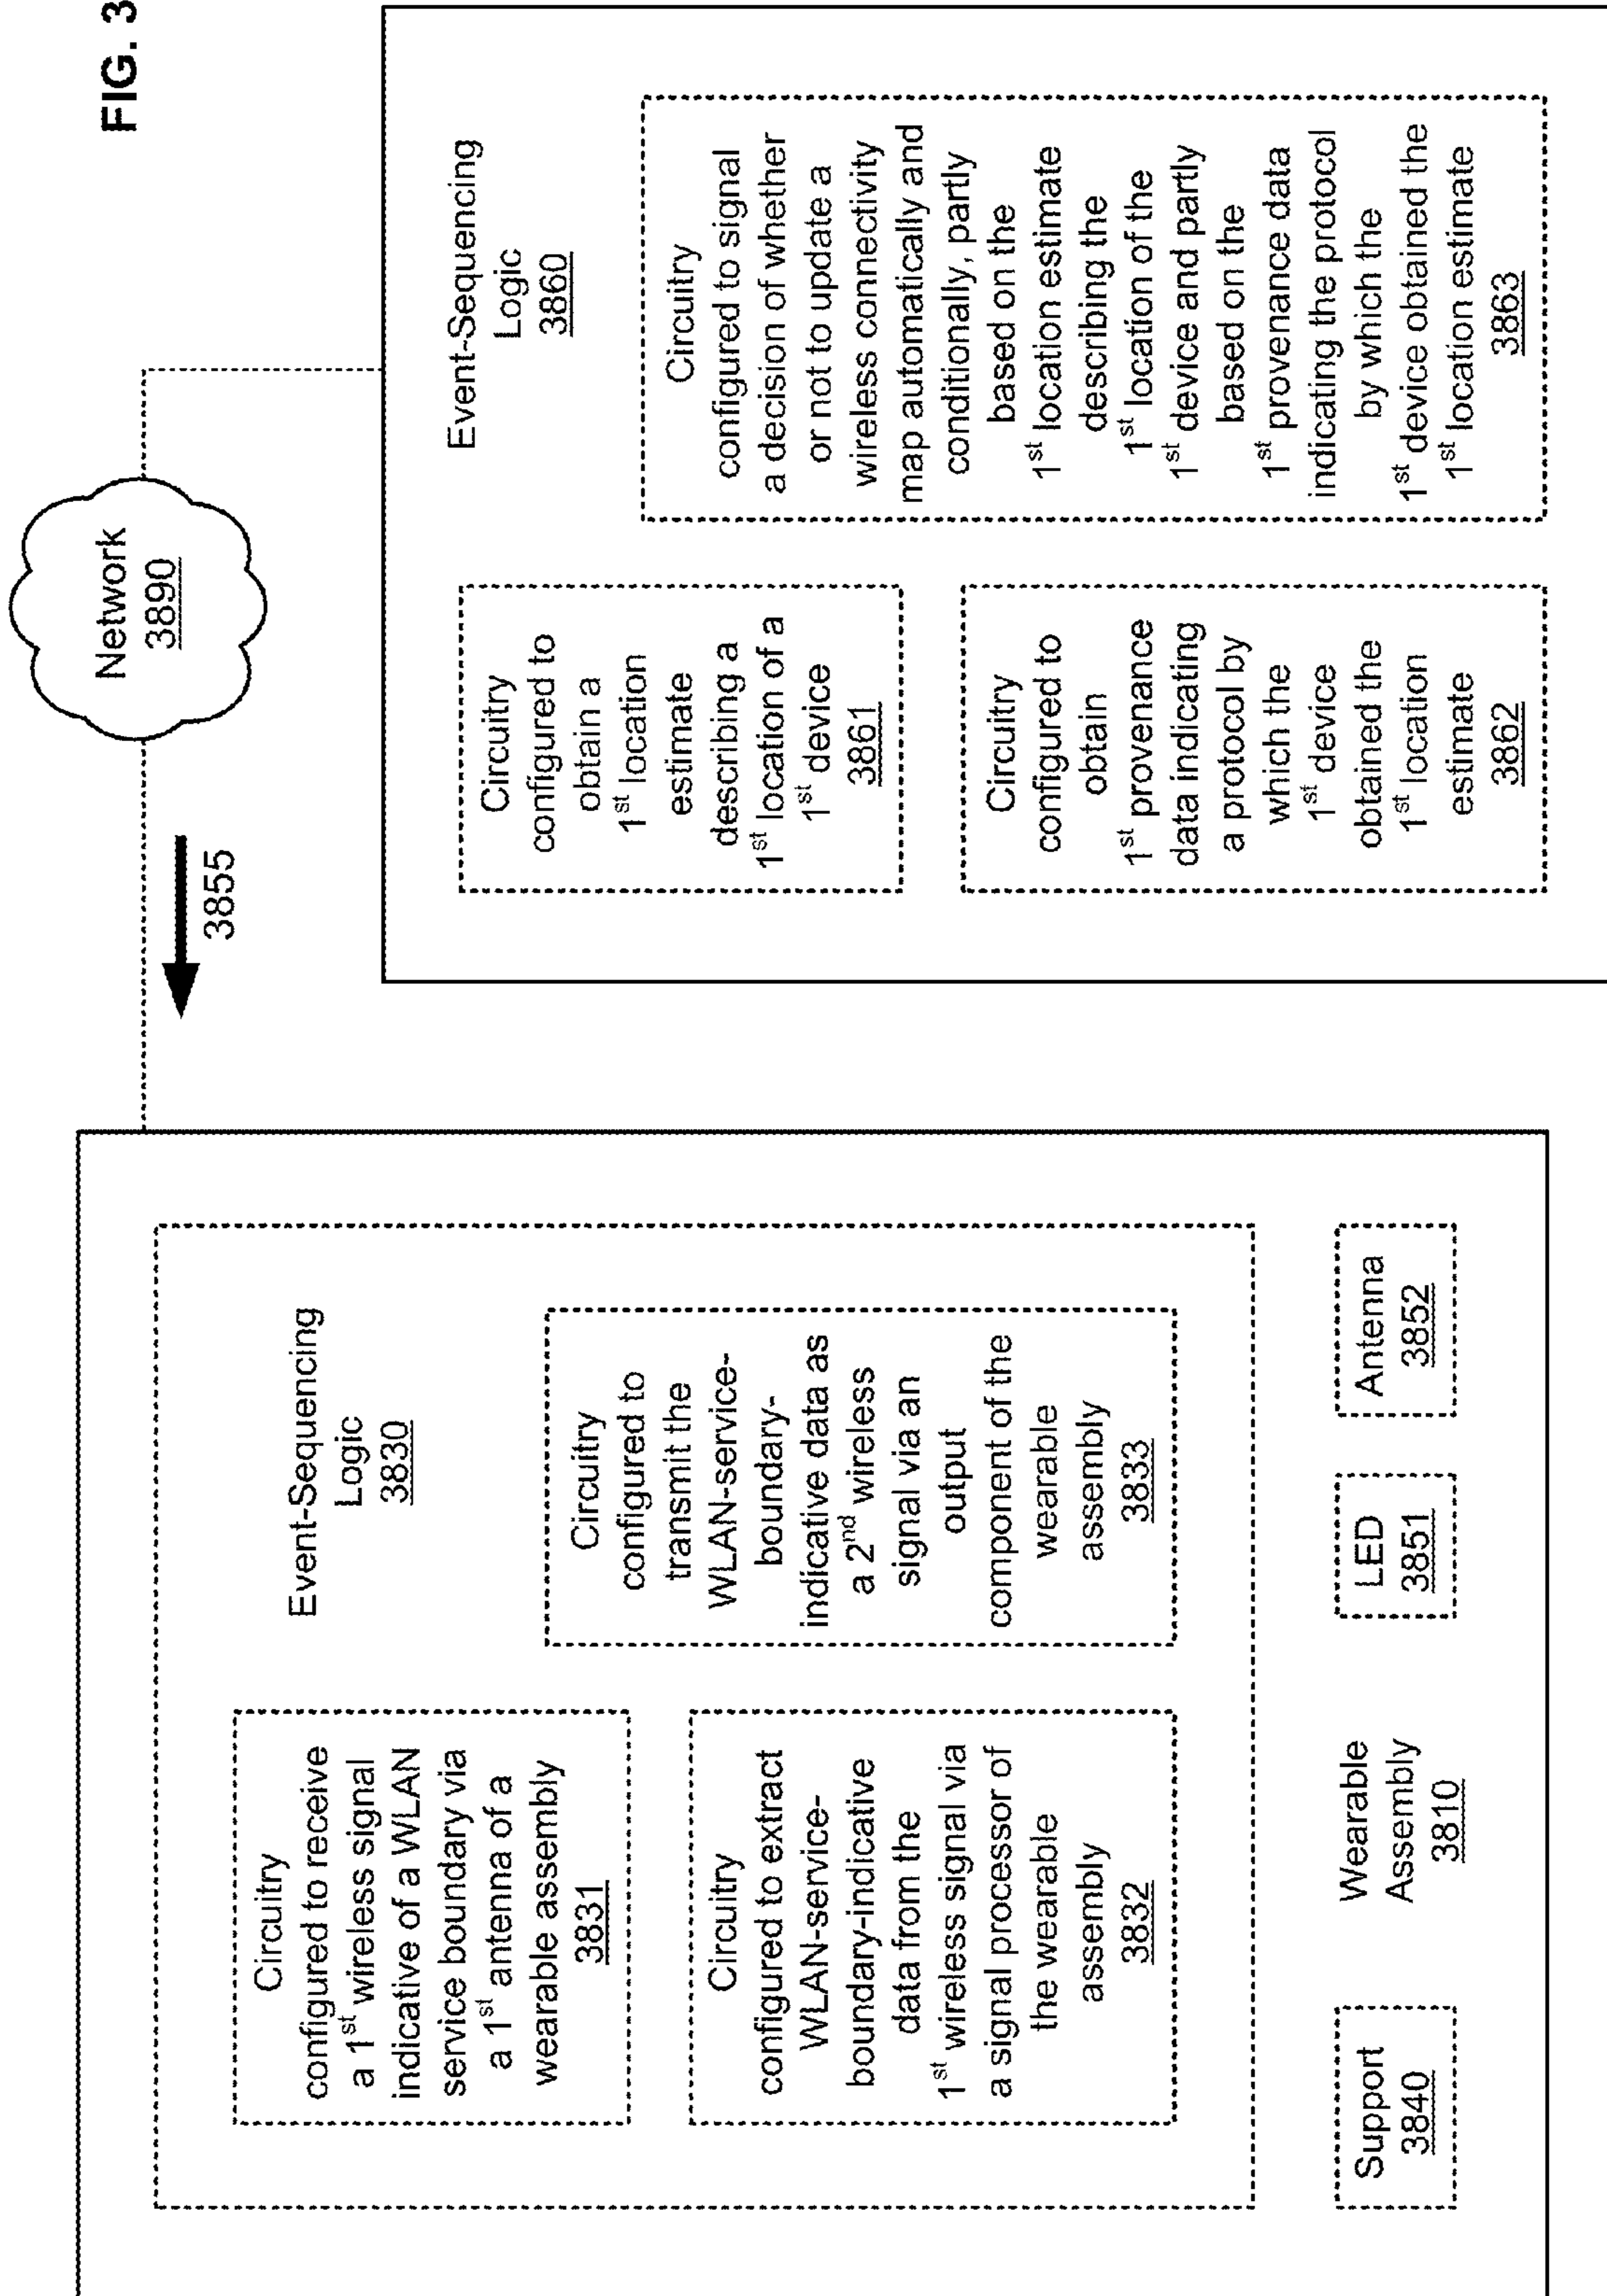 FIG. 3
Network
3890
3855
Event-Sequencing
Logic
3830
Circuitry
configured to receive
a 1st wireless signal
indicative of a WLAN
service boundary via
a 1st antenna of a
wearable assembly
3831
Circuitry
configured to extract
WLAN-service-
boundary-indicative
data from the
1st wireless signal via
a signal processor of
the wearable
assembly
3832
Circuitry
configured to
transmit the
WLAN-service-
boundary-
indicative data as
a 2nd wireless
signal via an
output
component of the
wearable
assembly
3833
Support
3840
Wearable
Assembly
3810
LED
3851
Antenna
3852
Event-Sequencing
Logic
3860
Circuitry
configured to
obtain a
1st location
estimate
describing a
1st location of a
1st device
3861
Circuitry
configured to
obtain
1st provenance
data indicating
a protocol by
which the
1st device
obtained the
1st location
estimate
3862
Circuitry
configured to signal
a decision of whether
or not to update a
wireless connectivity
map automatically and
conditionally, partly
based on the
1st location estimate
describing the
1st location of the
1st device and partly
based on the
1st provenance data
indicating the protocol
by which the
1st device obtained the
1st location estimate
3863